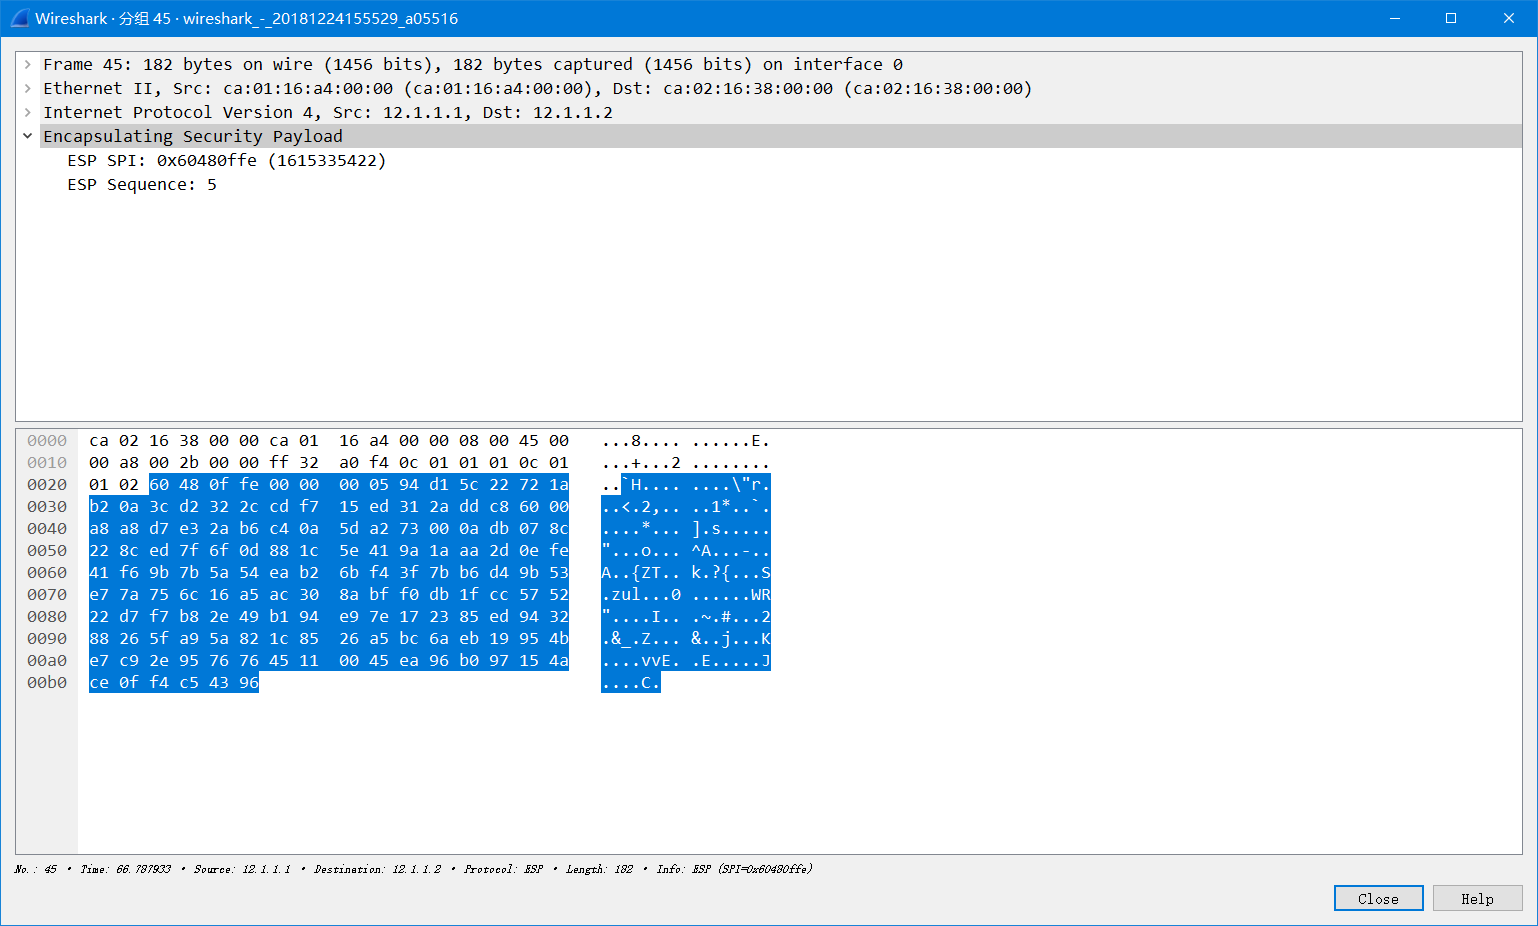 Wireshark · 分组 45 · wireshark_-_20181224155529_a05516
Frame 45: 182 bytes on wire (1456 bits), 182 bytes captured (1456 bits) on interface 0
Ethernet II, Src: ca:01:16:a4:00:00 (ca:01:16:a4:00:00), Dst: ca:02:16:38:00:00 (ca:02:16:38:00:00)
Internet Protocol Version 4, Src: 12.1.1.1, Dst: 12.1.1.2
Encapsulating Security Payload
ESP SPI: 0x60480ffe (1615335422)
ESP Sequence: 5
0000 ca 02 16 38 00 00 ca 01 16 a4 00 00 08 00 45 00 ...8.... ......E.
0010 00 a8 00 2b 00 00 ff 32 a0 f4 0c 01 01 01 0c 01 ...+...2 ........
0020 01 02 60 48 0f fe 00 00 00 05 94 d1 5c 22 72 1a ..`H.... ....\"r.
0030 b2 0a 3c d2 32 2c cd f7 15 ed 31 2a dd c8 60 00 ..<.2,.. ..1*..`.
0040 a8 a8 d7 e3 2a b6 c4 0a 5d a2 73 00 0a db 07 8c ....*... ].s.....
0050 22 8c ed 7f 6f 0d 88 1c 5e 41 9a 1a aa 2d 0e fe "...o... ^A...-..
0060 41 f6 9b 7b 5a 54 ea b2 6b f4 3f 7b b6 d4 9b 53 A..{ZT.. k.?{...S
0070 e7 7a 75 6c 16 a5 ac 30 8a bf f0 db 1f cc 57 52 .zul...0 ......WR
0080 22 d7 f7 b8 2e 49 b1 94 e9 7e 17 23 85 ed 94 32 "....I.. .~.#...2
0090 88 26 5f a9 5a 82 1c 85 26 a5 bc 6a eb 19 95 4b .&_.Z... &..j...K
00a0 e7 c9 2e 95 76 76 45 11 00 45 ea 96 b0 97 15 4a ....vvE. .E.....J
00b0 ce 0f f4 c5 43 96 ....C.
No.: 45 · Time: 66.787933 · Source: 12.1.1.1 · Destination: 12.1.1.2 · Protocol: ESP · Length: 182 · Info: ESP (SPI=0x60480ffe)
Close Help